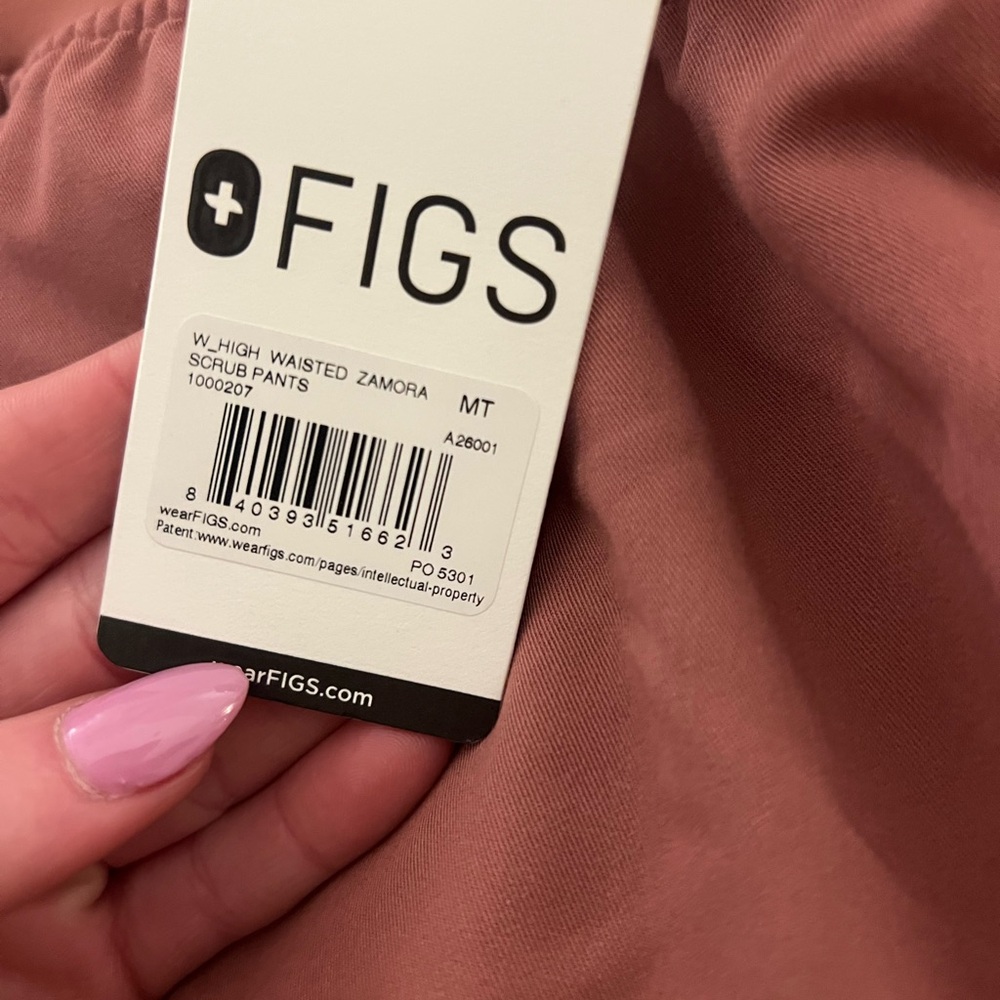 FIGS
W_HIGH WAISTED ZAMORA
SCRUB PANTS
MT
1000207
A26001
8 40393 51662 3
wearFIGS.com
PO 5301
Patent:www.wearfigs.com/pages/intellectual-property
wearFIGS.com